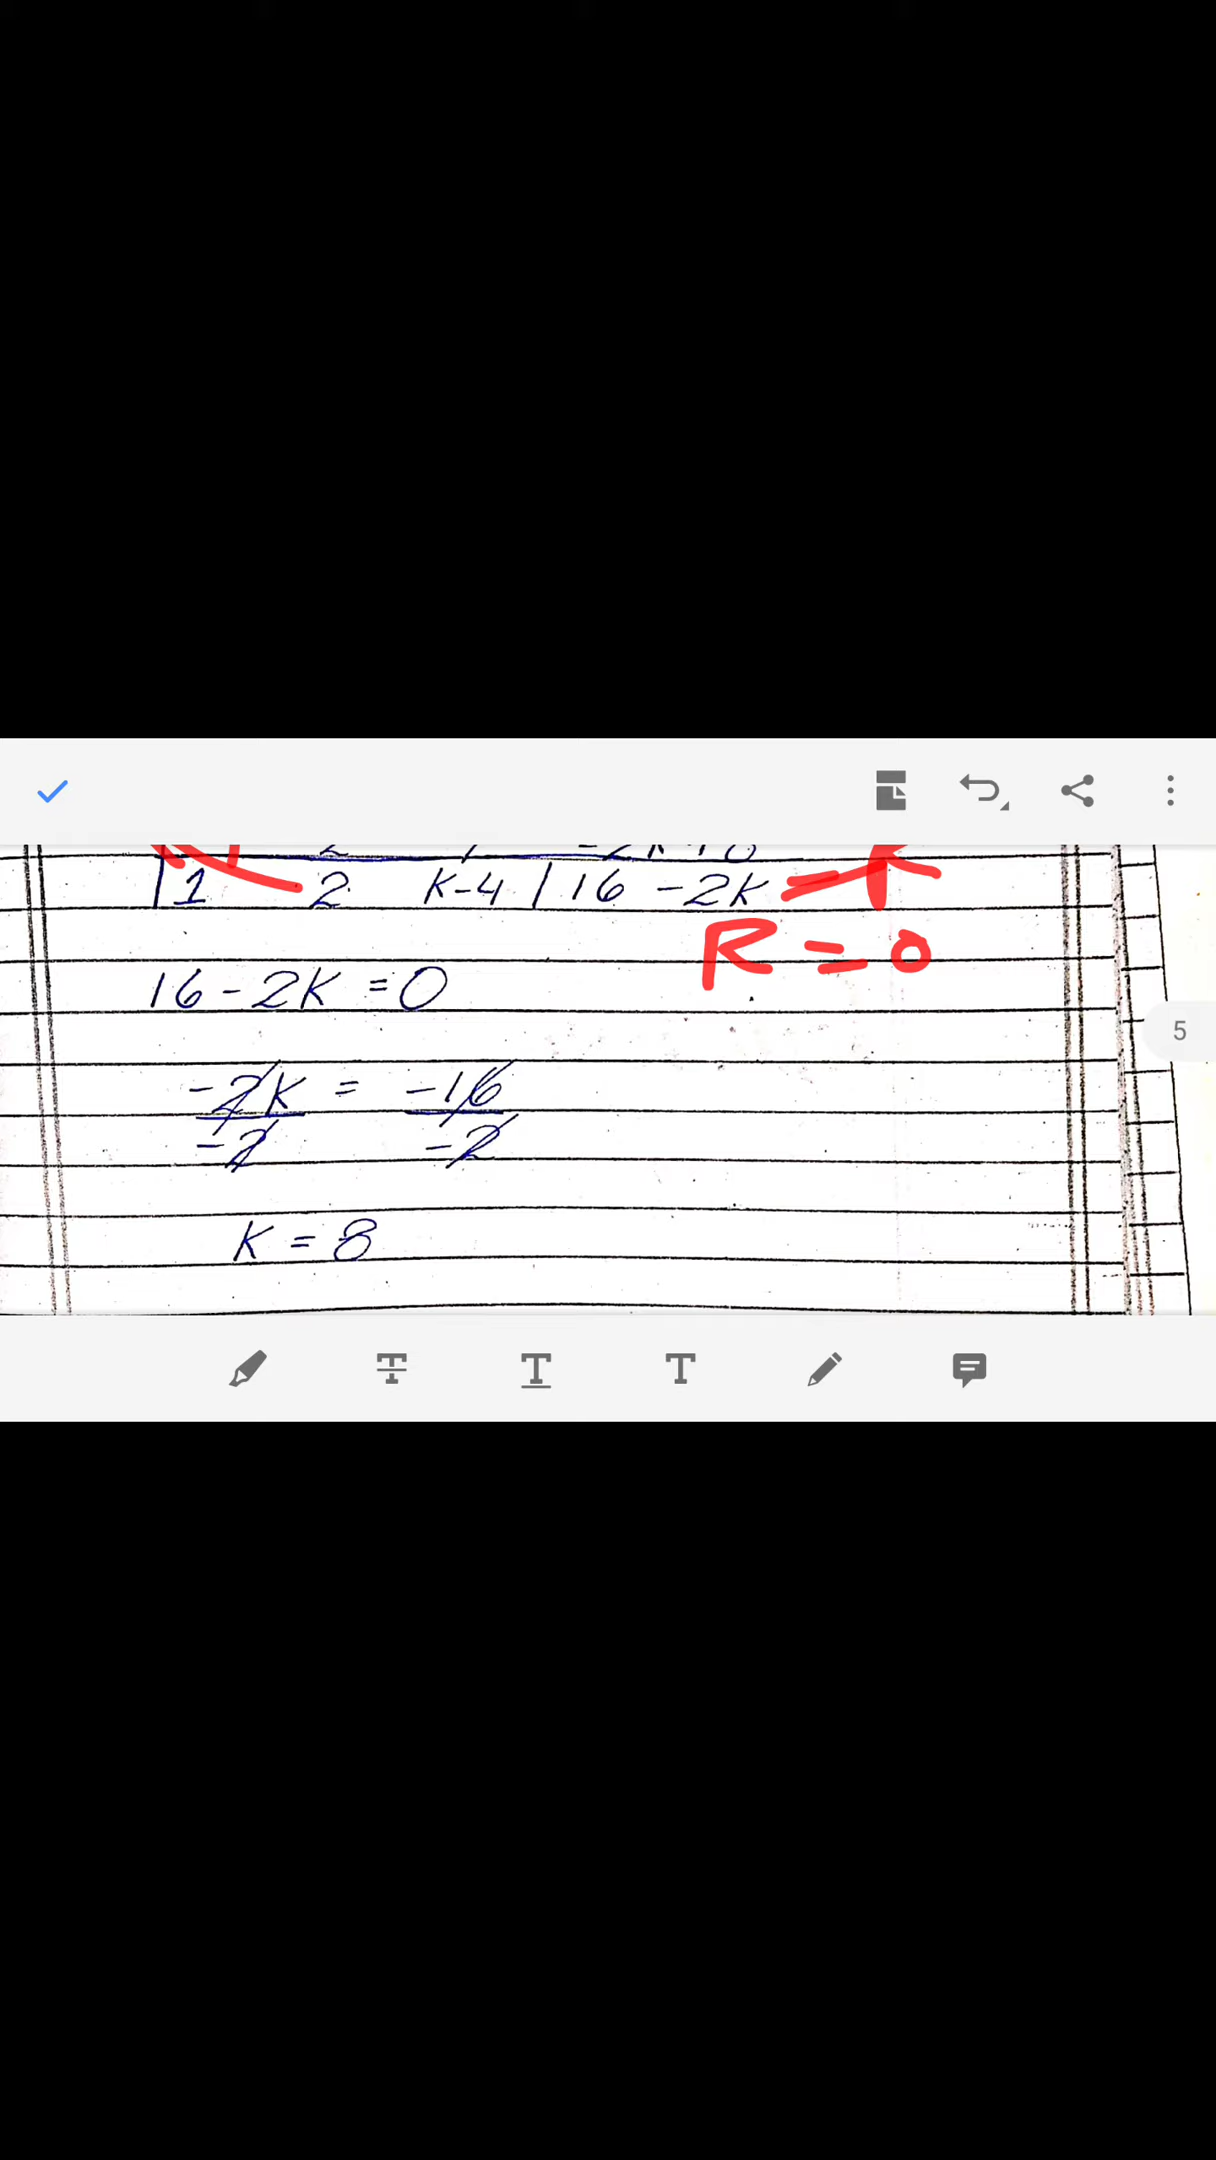 1 2 K-4 | 16 -2K =
R = 0
16 - 2K = 0
5
-2K = -16
-2 -2
K = 8